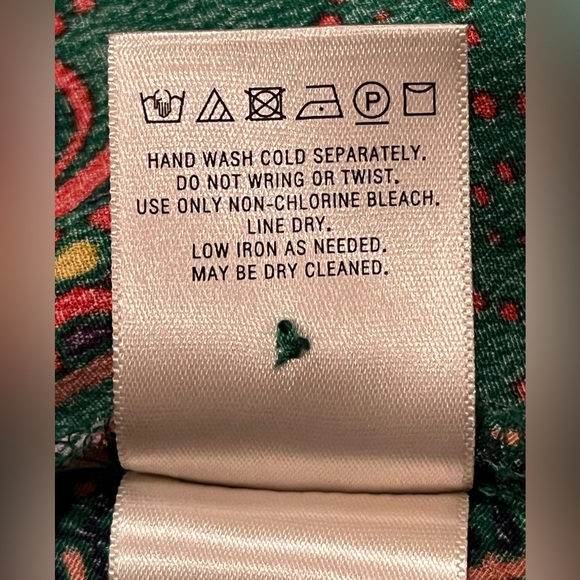 P
HAND WASH COLD SEPARATELY.
DO NOT WRING OR TWIST.
USE ONLY NON-CHLORINE BLEACH.
LINE DRY.
LOW IRON AS NEEDED.
MAY BE DRY CLEANED.